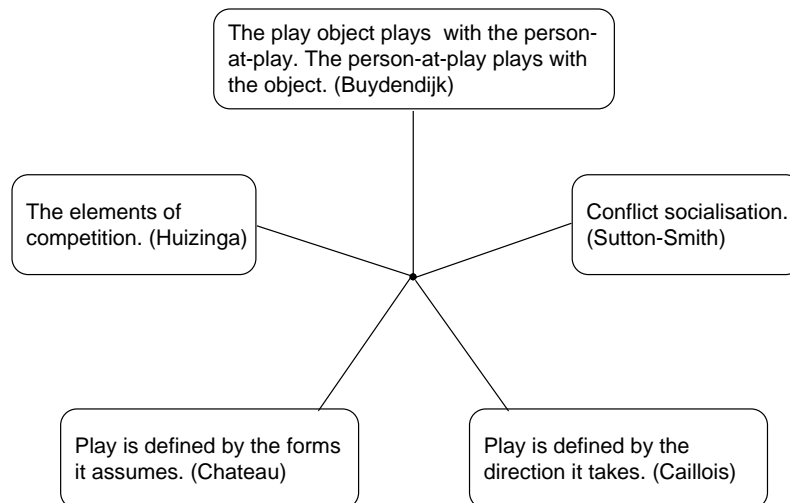 The play object plays  with the person-
at-play. The person-at-play plays with
the object. (Buydendijk)
The elements of
competition. (Huizinga)
Conflict socialisation.
(Sutton-Smith)
Play is defined by the forms
it assumes. (Chateau)
Play is defined by the
direction it takes. (Caillois)